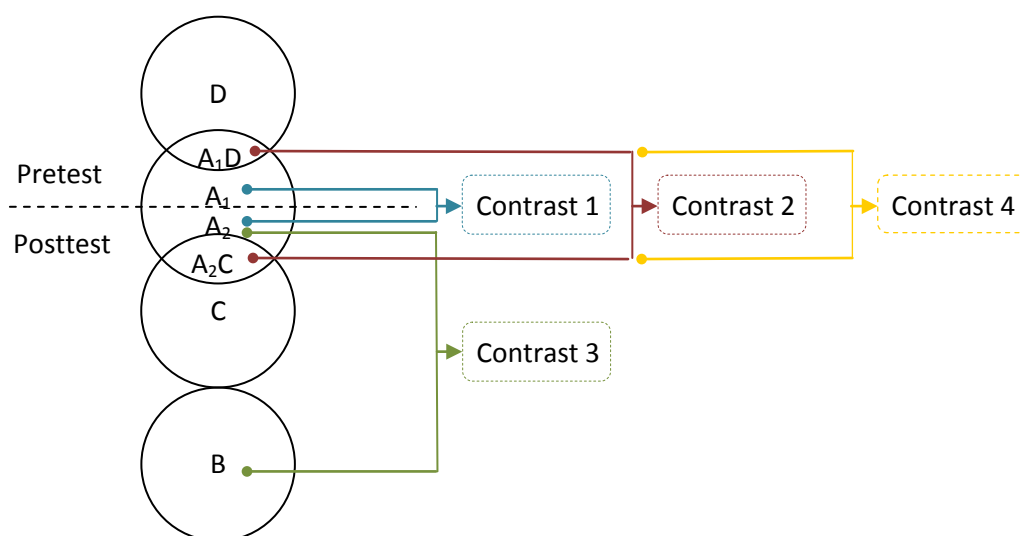 D
A₁D
Pretest
A₁
Contrast 1
Contrast 2
Contrast 4
A₂
Posttest
A₂C
C
Contrast 3
B